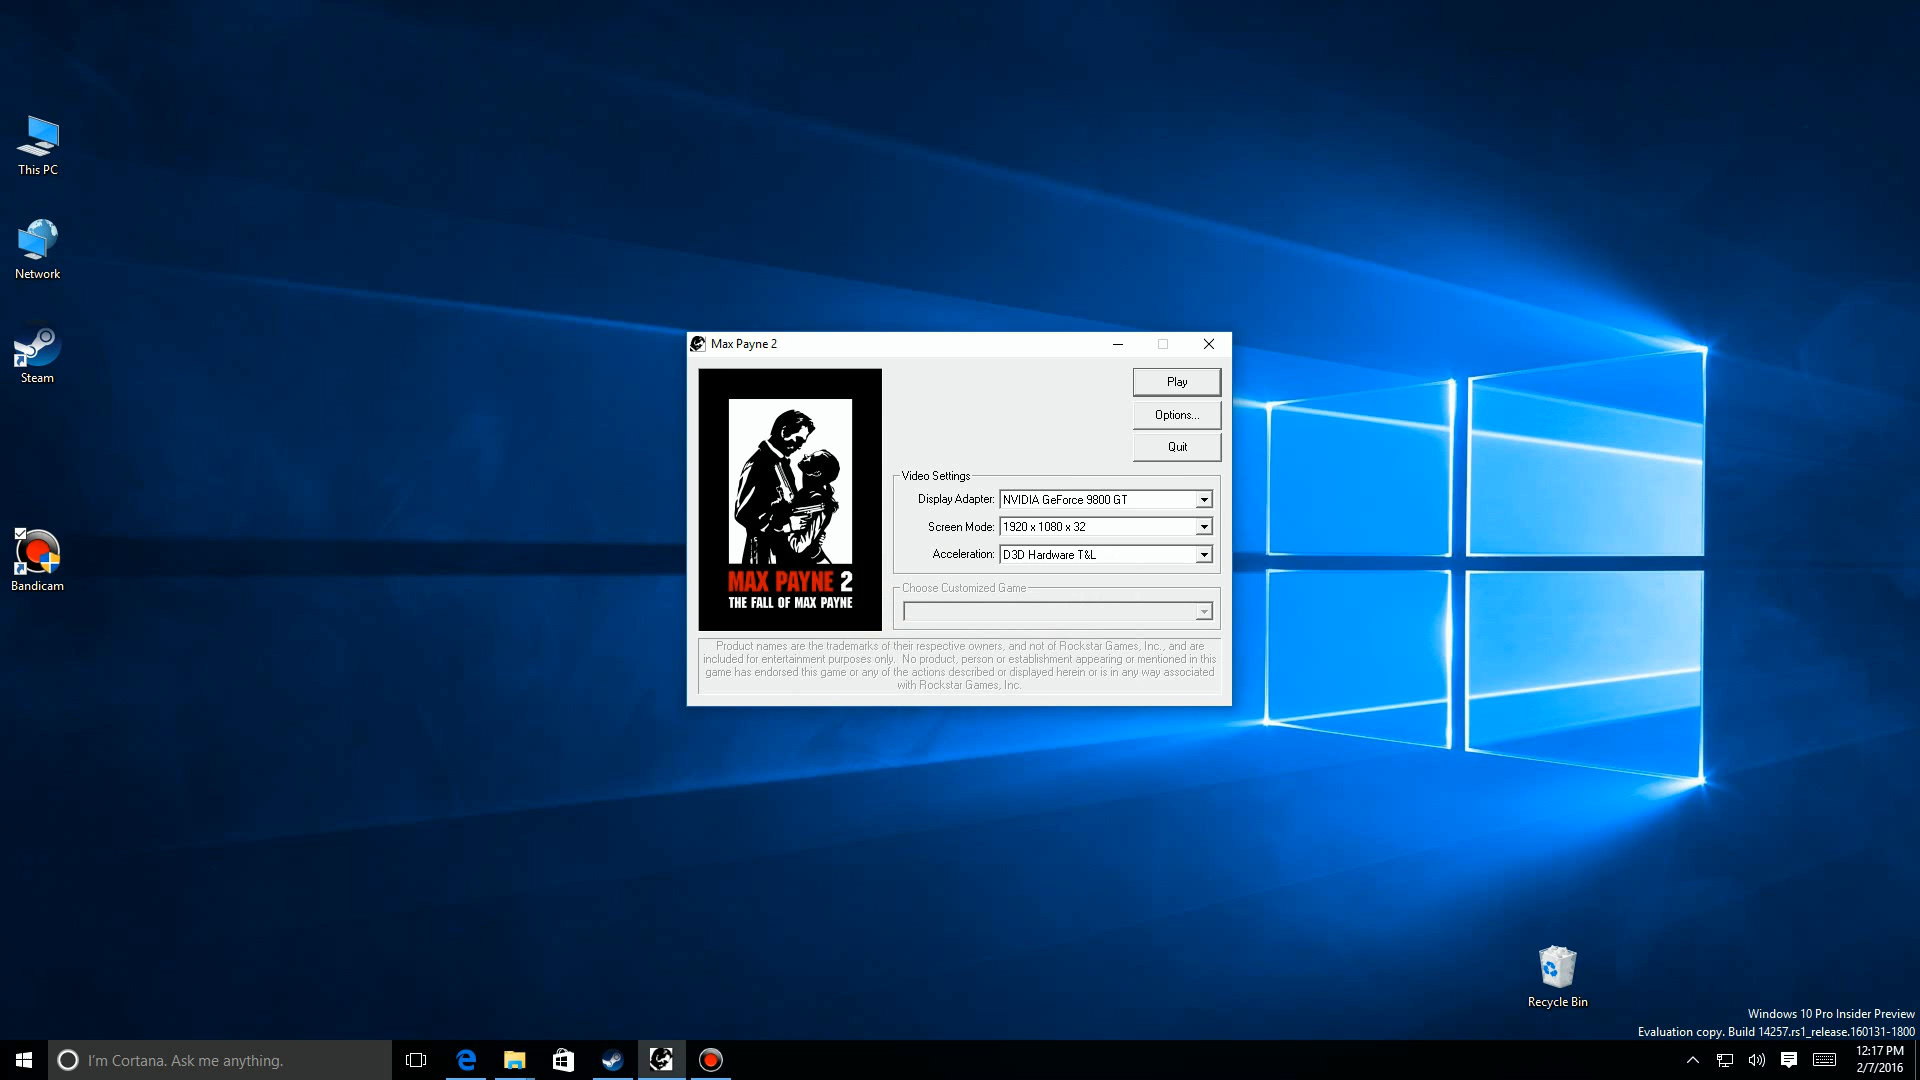 This PC
Network
Steam
Bandicam
Max Payne 2
Play
Options...
Quit
Video Settings
Display Adapter: NVIDIA GeForce 9800 GT
Screen Mode: 1920 x 1080 x 32
Acceleration: D3D Hardware T&L
Choose Customized Game
MAX PAYNE 2
THE FALL OF MAX PAYNE
Product names are the trademarks of their respective owners, and not of Rockstar Games, Inc., and are
included for entertainment purposes only. No product, person or establishment appearing or mentioned in this
game has endorsed this game or any of the actions described or displayed herein or is in any way associated
with Rockstar Games, Inc.
Recycle Bin
Windows 10 Pro Insider Preview
Evaluation copy. Build 14257.rs1_release.160131-1800
I'm Cortana. Ask me anything.
12:17 PM
2/7/2016